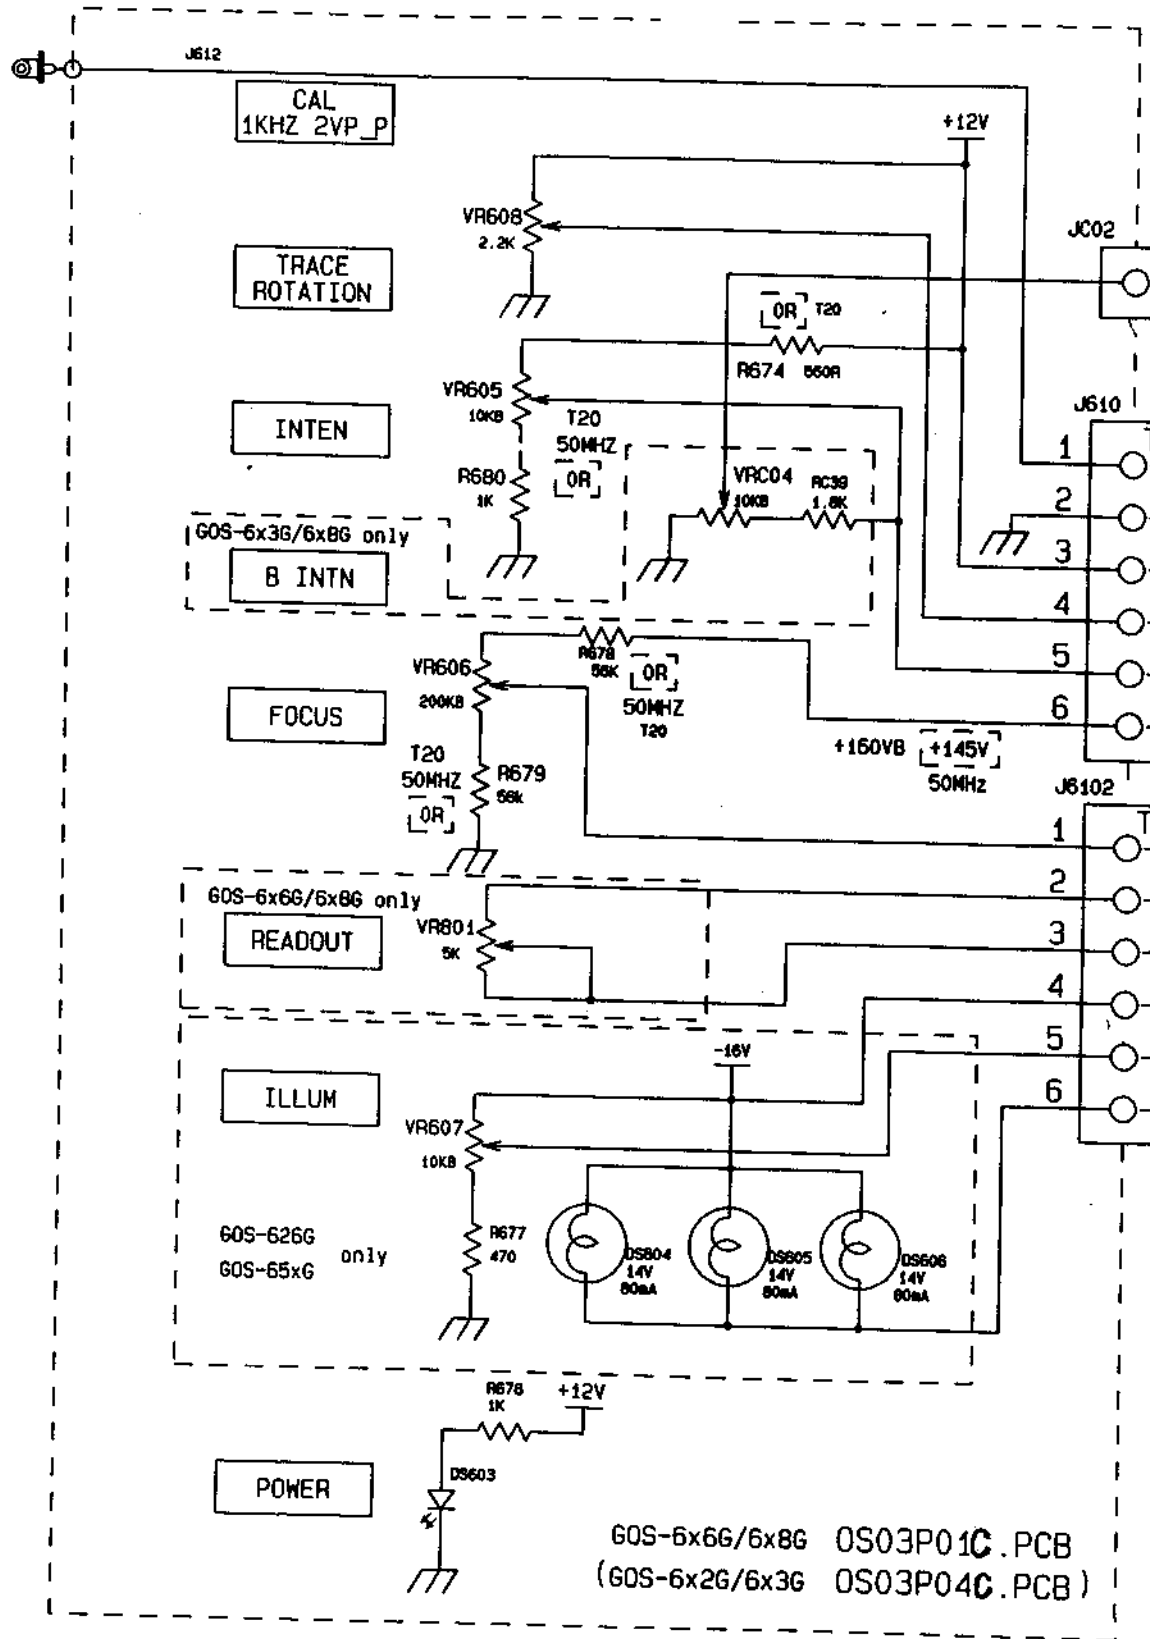 J612
CAL
1KHZ 2VP_P
+12V
VR608
2.2K
JC02
TRACE
ROTATION
0R T20
R674 560R
VR605
10KB
J610
INTEN
T20
50MHZ
0R
1
R680
1K
VRC04
10KB
RC39
1.8K
2
GOS-6x3G/6x8G only
B INTN
3
4
R678
56K
0R
50MHZ
T20
5
VR606
200KB
FOCUS
6
+150VB +145V
50MHz
T20
50MHZ
0R
R679
56k
J6102
1
GOS-6x6G/6x8G only
2
READOUT
VR801
5K
3
4
-16V
5
ILLUM
6
VR607
10KB
GOS-626G
GOS-65xG only
R677
470
DS604
14V
80mA
DS605
14V
80mA
DS606
14V
80mA
R676
1K
+12V
DS603
POWER
GOS-6x6G/6x8G OS03P01C.PCB
(GOS-6x2G/6x3G OS03P04C.PCB)